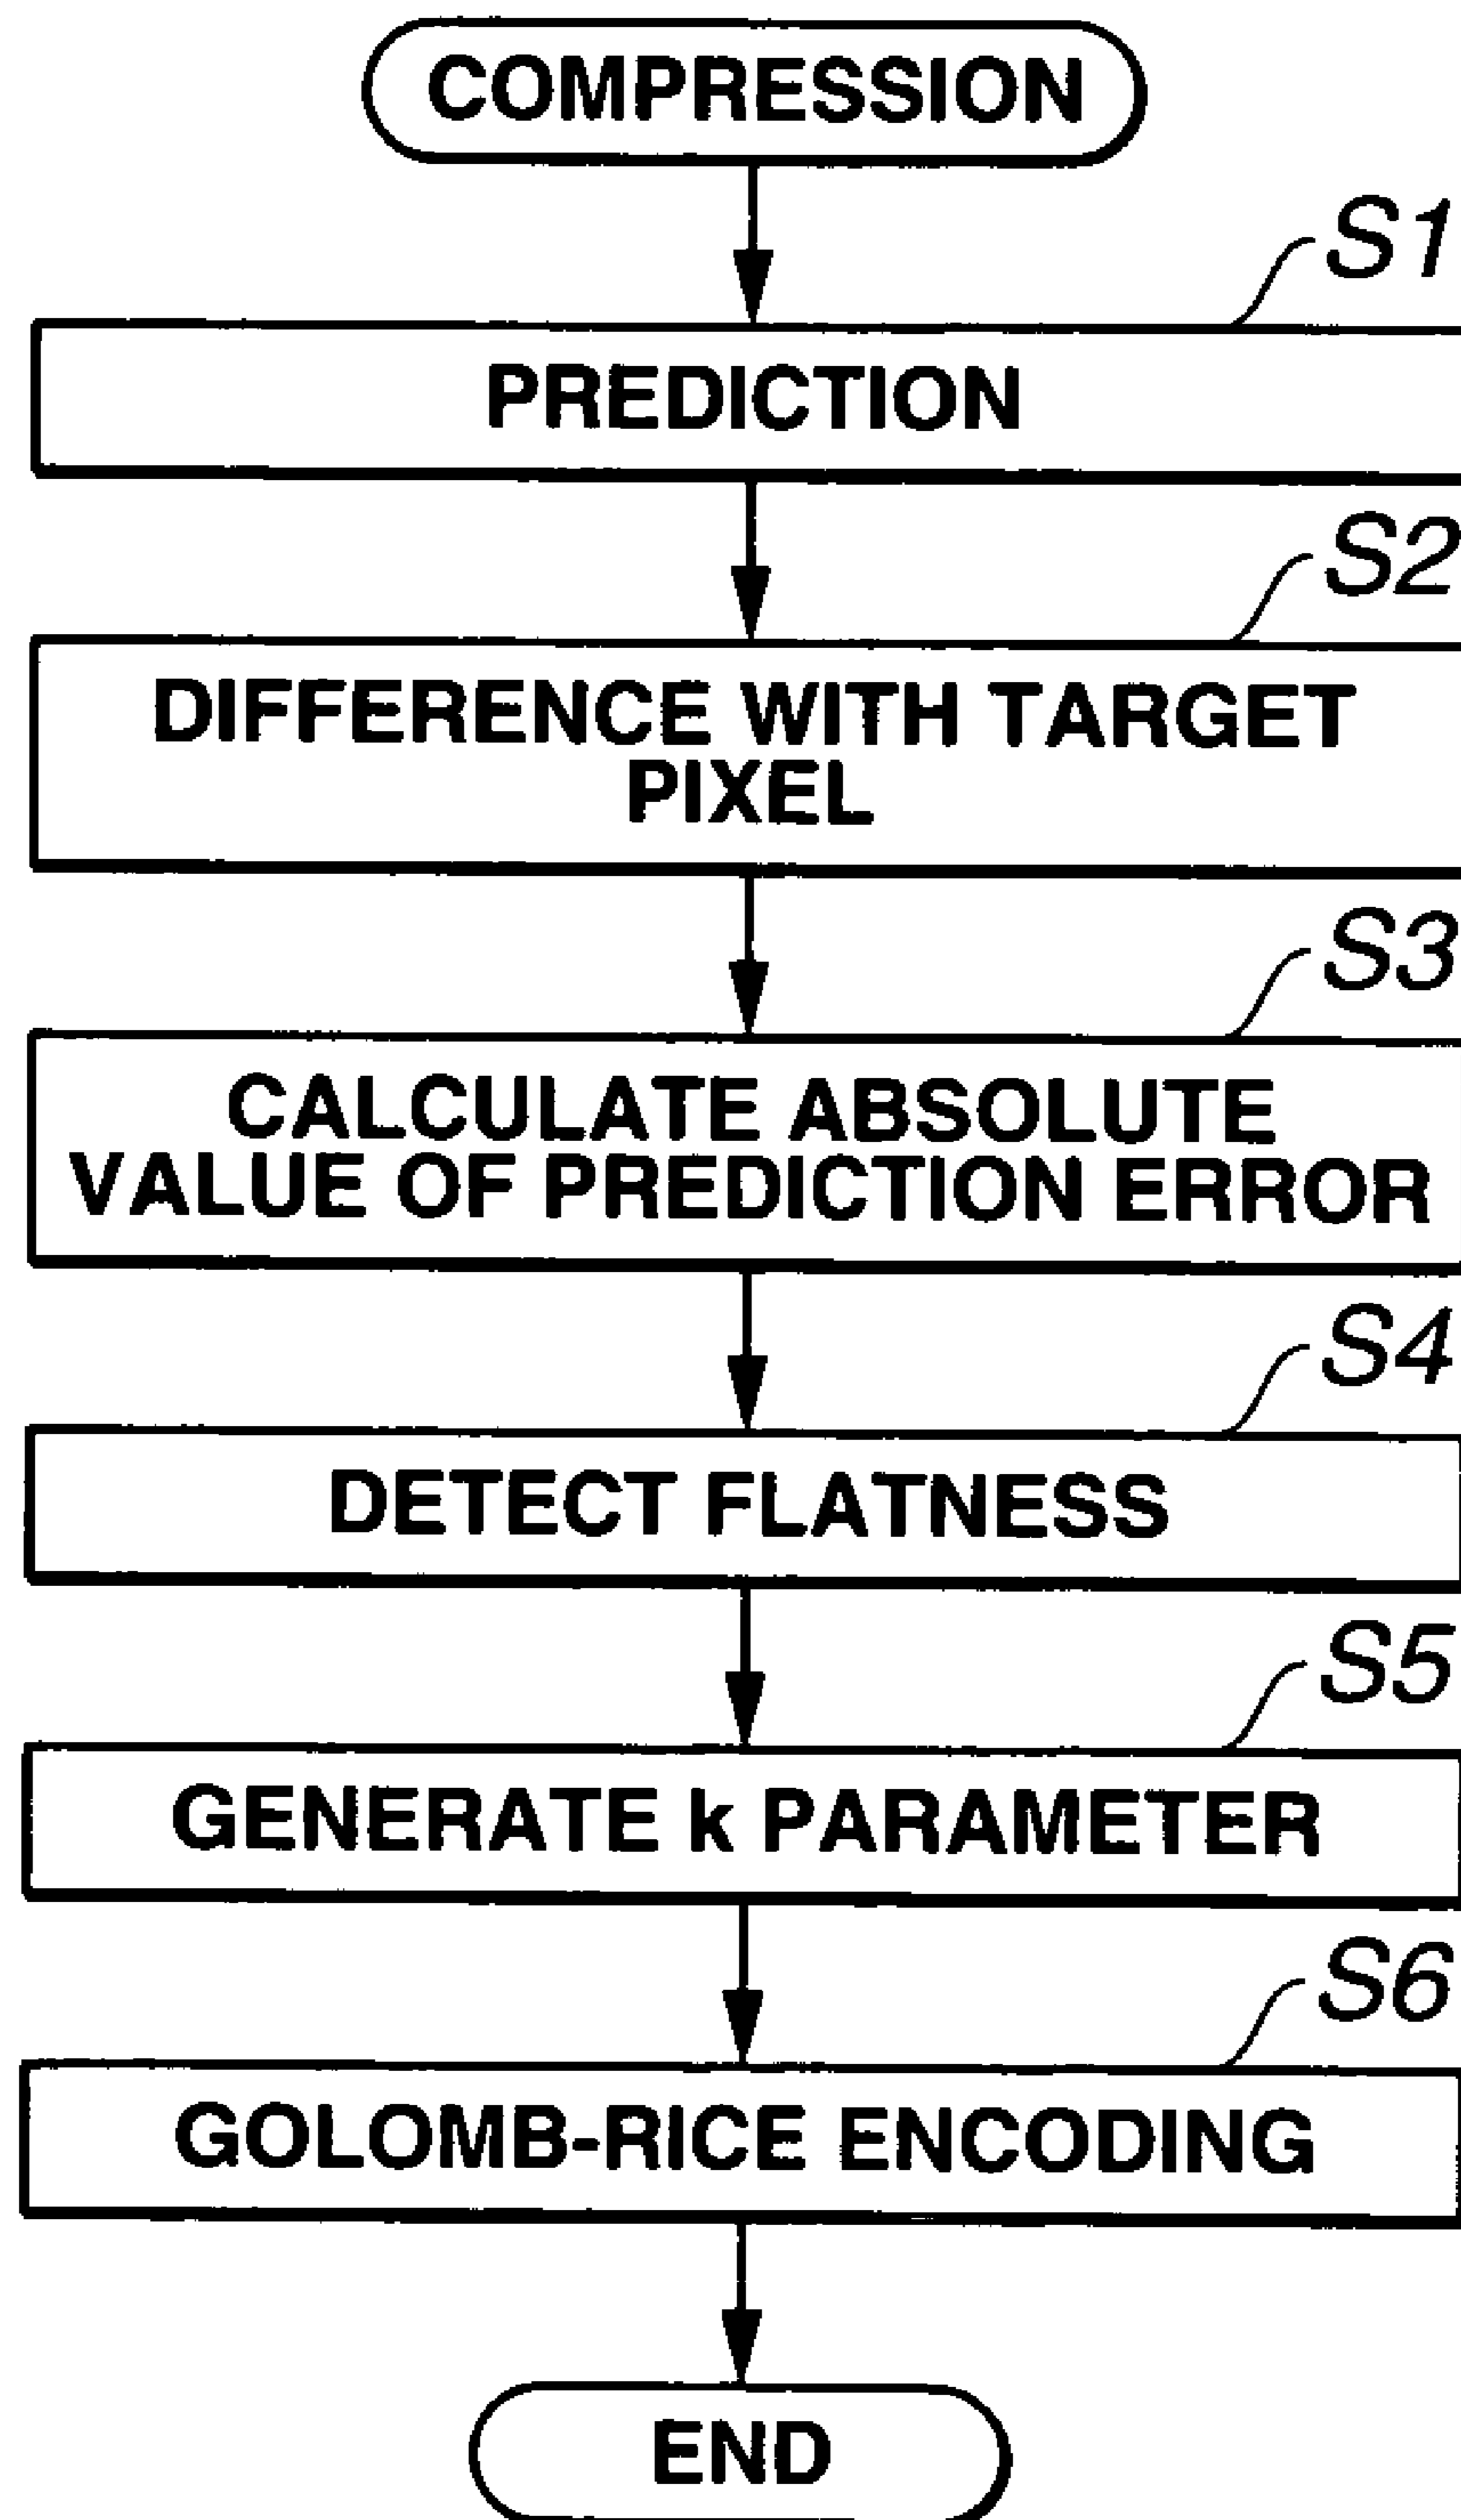 COMPRESSION
S1
PREDICTION
S2
DIFFERENCE WITH TARGET
PIXEL
S3
CALCULATE ABSOLUTE
VALUE OF PREDICTION ERROR
S4
DETECT FLATNESS
S5
GENERATE k PARAMETER
S6
GOLOMB-RICE ENCODING
END